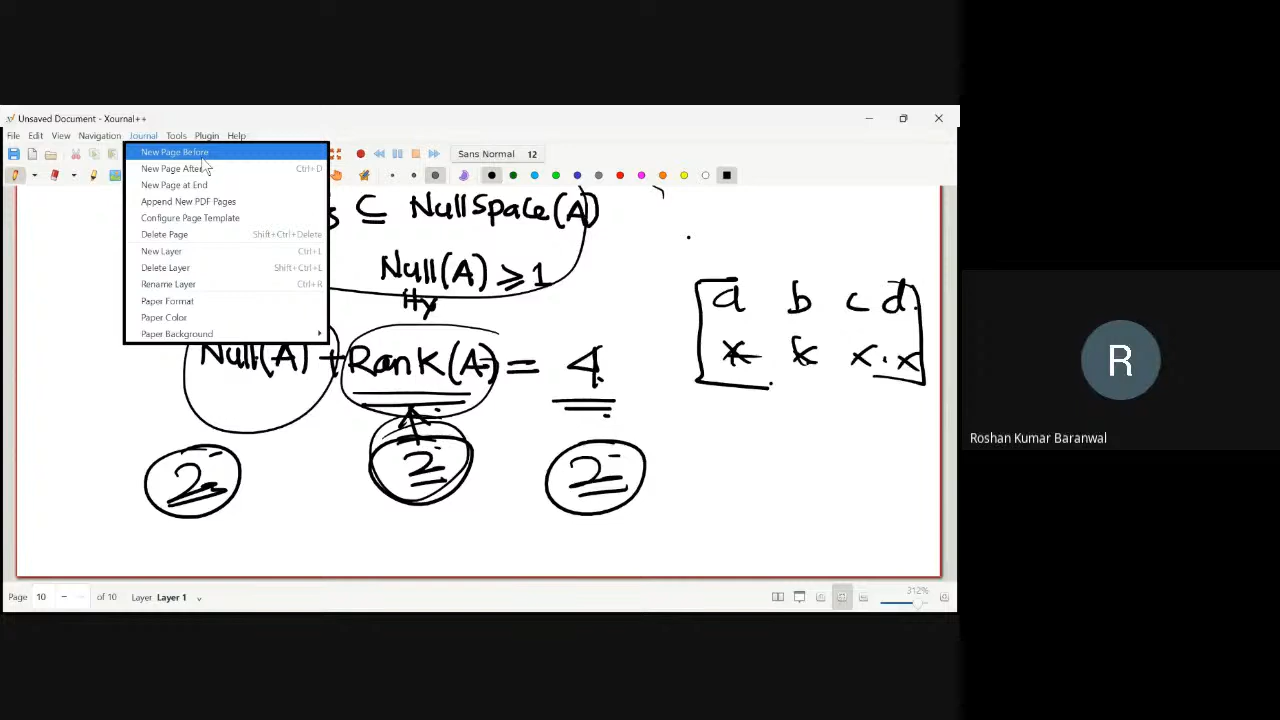 Unsaved Document - Xournal++
File Edit View Navigation Journal Tools Plugin Help
Sans Normal 12
New Page Before
New Page After Ctrl+D
New Page at End
Append New PDF Pages
Configure Page Template
Delete Page Shift+Ctrl+Delete
New Layer Ctrl+L
Delete Layer Shift+Ctrl+L
Rename Layer Ctrl+R
Paper Format
Paper Color
Paper Background
⊆ NullSpace(A)
Null(A) ≥ 1
ity
Null(A) + Rank(A) = 4
2 2 2
a b c d
x x x x
R
Roshan Kumar Baranwal
Page 10 of 10 Layer Layer 1
312%